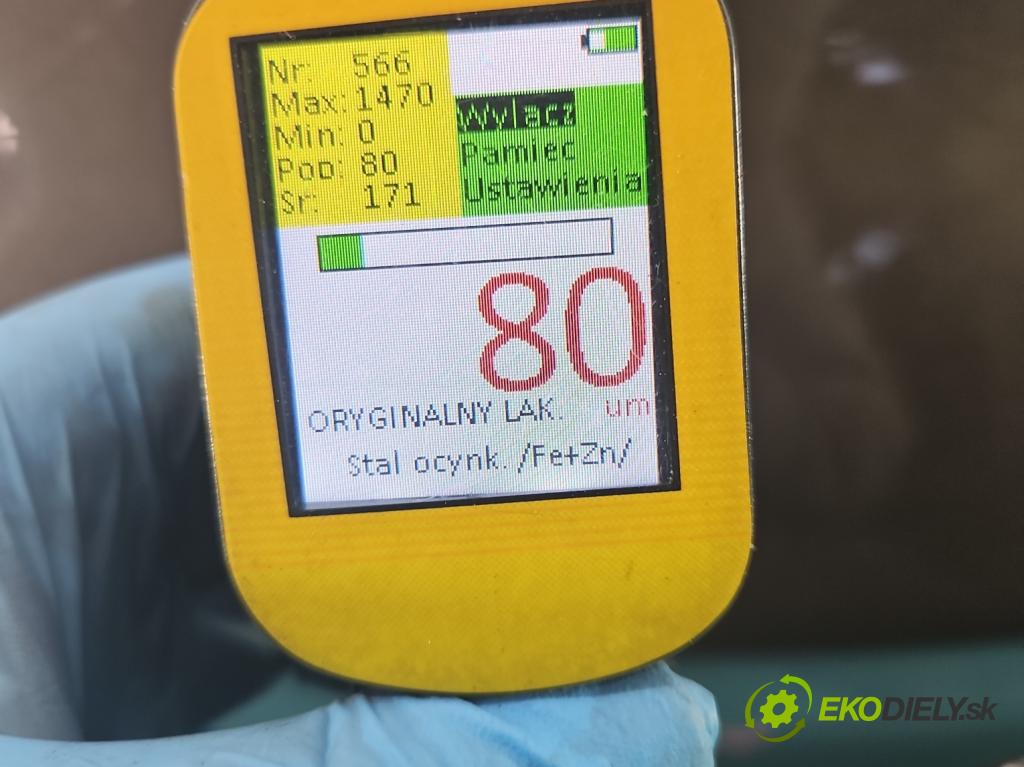 Nr: 566
Max: 1470
Min: 0
Pop: 80
Sr: 171
Wylacz
Pamiec
Ustawienia
80
um
ORYGINALNY LAK.
Stal ocynk. /Fe+Zn/
EKODIELY.sk